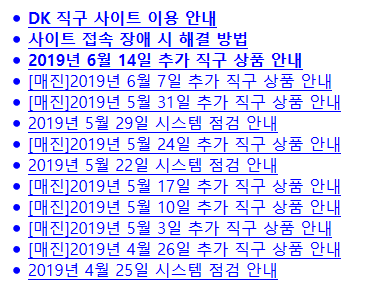 DK 직구 사이트 이용 안내
사이트 접속 장애 시 해결 방법
2019년 6월 14일 추가 직구 상품 안내
[매진]2019년 6월 7일 추가 직구 상품 안내
[매진]2019년 5월 31일 추가 직구 상품 안내
2019년 5월 29일 시스템 점검 안내
[매진]2019년 5월 24일 추가 직구 상품 안내
2019년 5월 22일 시스템 점검 안내
[매진]2019년 5월 17일 추가 직구 상품 안내
[매진]2019년 5월 10일 추가 직구 상품 안내
[매진]2019년 5월 3일 추가 직구 상품 안내
[매진]2019년 4월 26일 추가 직구 상품 안내
2019년 4월 25일 시스템 점검 안내